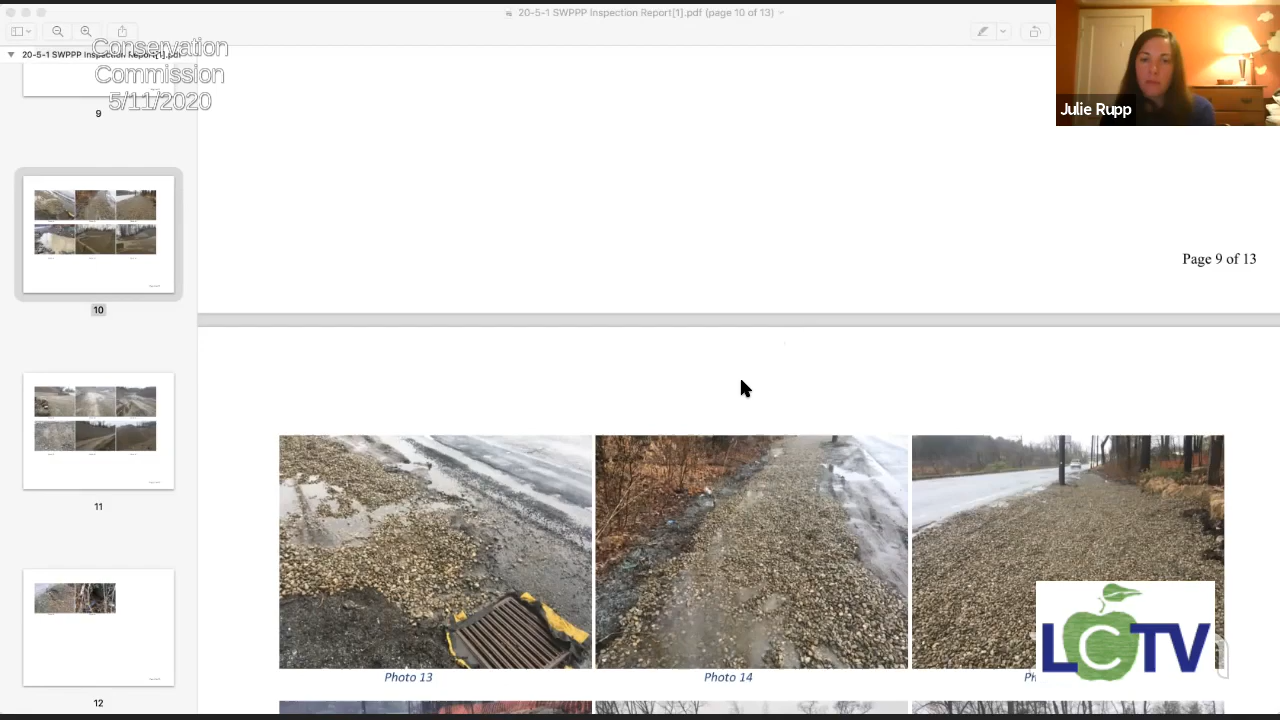 20-5-1 SWPPP Inspection Report[1].pdf (page 10 of 13)
20-5-1 SWPPP Inspection Report[1].pdf
Conservation
Commission
5/11/2020
Julie Rupp
9
10
11
12
Page 9 of 13
Photo 13
Photo 14
LCTV